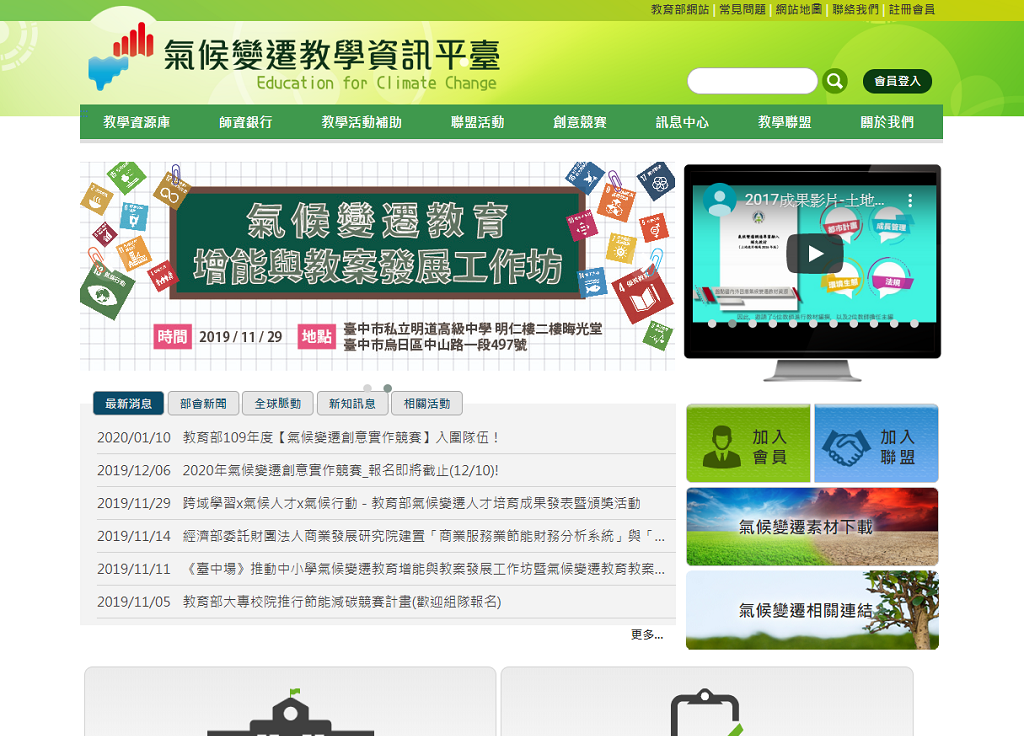 教育部網站 | 常見問題 | 網站地圖 | 聯絡我們 | 註冊會員
氣候變遷教學資訊平臺
Education for Climate Change
會員登入
教學資源庫 師資銀行 教學活動補助 聯盟活動 創意競賽 訊息中心 教學聯盟 關於我們
氣候變遷教育
增能與教案發展工作坊
時間 2019 / 11 / 29 地點 臺中市私立明道高級中學 明仁樓二樓晦光堂
臺中市烏日區中山路一段497號
2017成果影片-土地...
都市計畫 成員管理
環境生態 法規
最新消息 部會新聞 全球脈動 新知訊息 相關活動
2020/01/10 教育部109年度【氣候變遷創意實作競賽】入圍隊伍！
2019/12/06 2020年氣候變遷創意實作競賽_報名即將截止(12/10)!
2019/11/29 跨域學習x氣候人才x氣候行動 - 教育部氣候變遷人才培育成果發表暨頒獎活動
2019/11/14 經濟部委託財團法人商業發展研究院建置「商業服務業節能財務分析系統」與「...
2019/11/11 《臺中場》推動中小學氣候變遷教育增能與教案發展工作坊暨氣候變遷教育教案...
2019/11/05 教育部大專校院推行節能減碳競賽計畫(歡迎組隊報名)
更多...
加入
會員
加入
聯盟
氣候變遷素材下載
氣候變遷相關連結